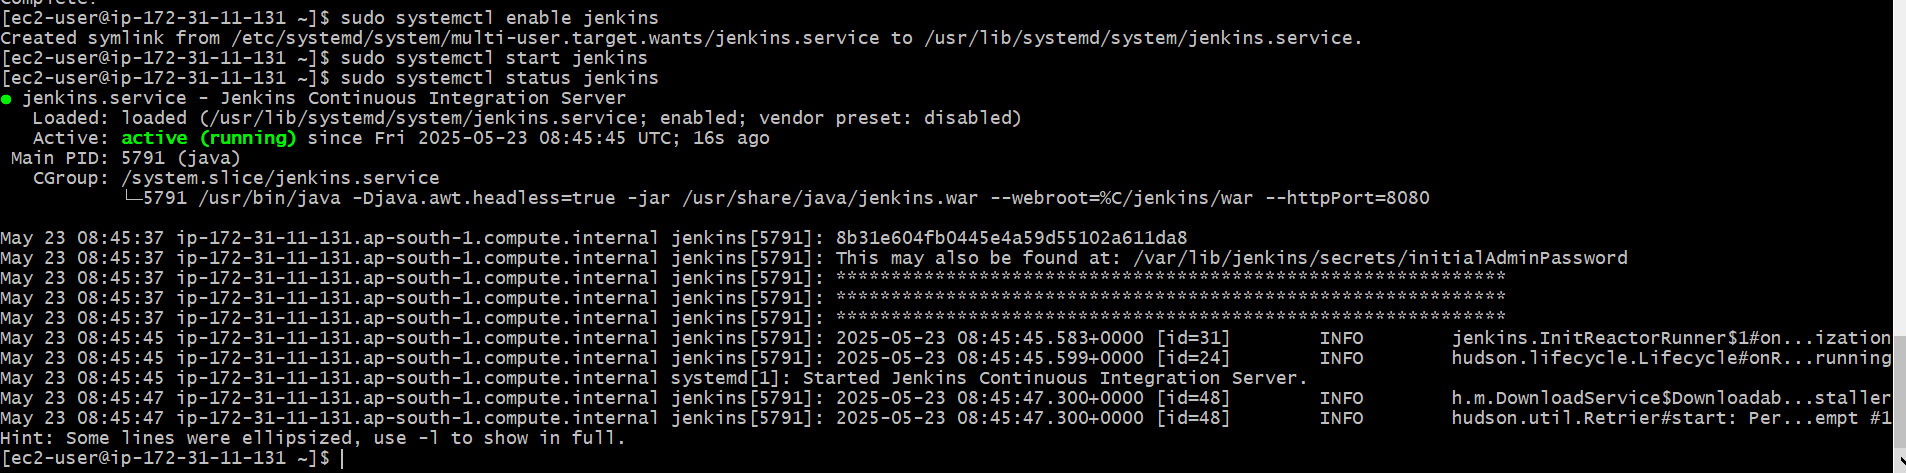 Complete!
[ec2-user@ip-172-31-11-131 ~]$ sudo systemctl enable jenkins
Created symlink from /etc/systemd/system/multi-user.target.wants/jenkins.service to /usr/lib/systemd/system/jenkins.service.
[ec2-user@ip-172-31-11-131 ~]$ sudo systemctl start jenkins
[ec2-user@ip-172-31-11-131 ~]$ sudo systemctl status jenkins
● jenkins.service - Jenkins Continuous Integration Server
   Loaded: loaded (/usr/lib/systemd/system/jenkins.service; enabled; vendor preset: disabled)
   Active: active (running) since Fri 2025-05-23 08:45:45 UTC; 16s ago
 Main PID: 5791 (java)
   CGroup: /system.slice/jenkins.service
           └─5791 /usr/bin/java -Djava.awt.headless=true -jar /usr/share/java/jenkins.war --webroot=%C/jenkins/war --httpPort=8080
May 23 08:45:37 ip-172-31-11-131.ap-south-1.compute.internal jenkins[5791]: 8b31e604fb0445e4a59d55102a611da8
May 23 08:45:37 ip-172-31-11-131.ap-south-1.compute.internal jenkins[5791]: This may also be found at: /var/lib/jenkins/secrets/initialAdminPassword
May 23 08:45:37 ip-172-31-11-131.ap-south-1.compute.internal jenkins[5791]: *************************************************************
May 23 08:45:37 ip-172-31-11-131.ap-south-1.compute.internal jenkins[5791]: *************************************************************
May 23 08:45:37 ip-172-31-11-131.ap-south-1.compute.internal jenkins[5791]: *************************************************************
May 23 08:45:45 ip-172-31-11-131.ap-south-1.compute.internal jenkins[5791]: 2025-05-23 08:45:45.583+0000 [id=31]        INFO        jenkins.InitReactorRunner$1#on...ization
May 23 08:45:45 ip-172-31-11-131.ap-south-1.compute.internal jenkins[5791]: 2025-05-23 08:45:45.599+0000 [id=24]        INFO        hudson.lifecycle.Lifecycle#onR...running
May 23 08:45:45 ip-172-31-11-131.ap-south-1.compute.internal systemd[1]: Started Jenkins Continuous Integration Server.
May 23 08:45:47 ip-172-31-11-131.ap-south-1.compute.internal jenkins[5791]: 2025-05-23 08:45:47.300+0000 [id=48]        INFO        h.m.DownloadService$Downloadab...staller
May 23 08:45:47 ip-172-31-11-131.ap-south-1.compute.internal jenkins[5791]: 2025-05-23 08:45:47.300+0000 [id=48]        INFO        hudson.util.Retrier#start: Per...empt #1
Hint: Some lines were ellipsized, use -l to show in full.
[ec2-user@ip-172-31-11-131 ~]$